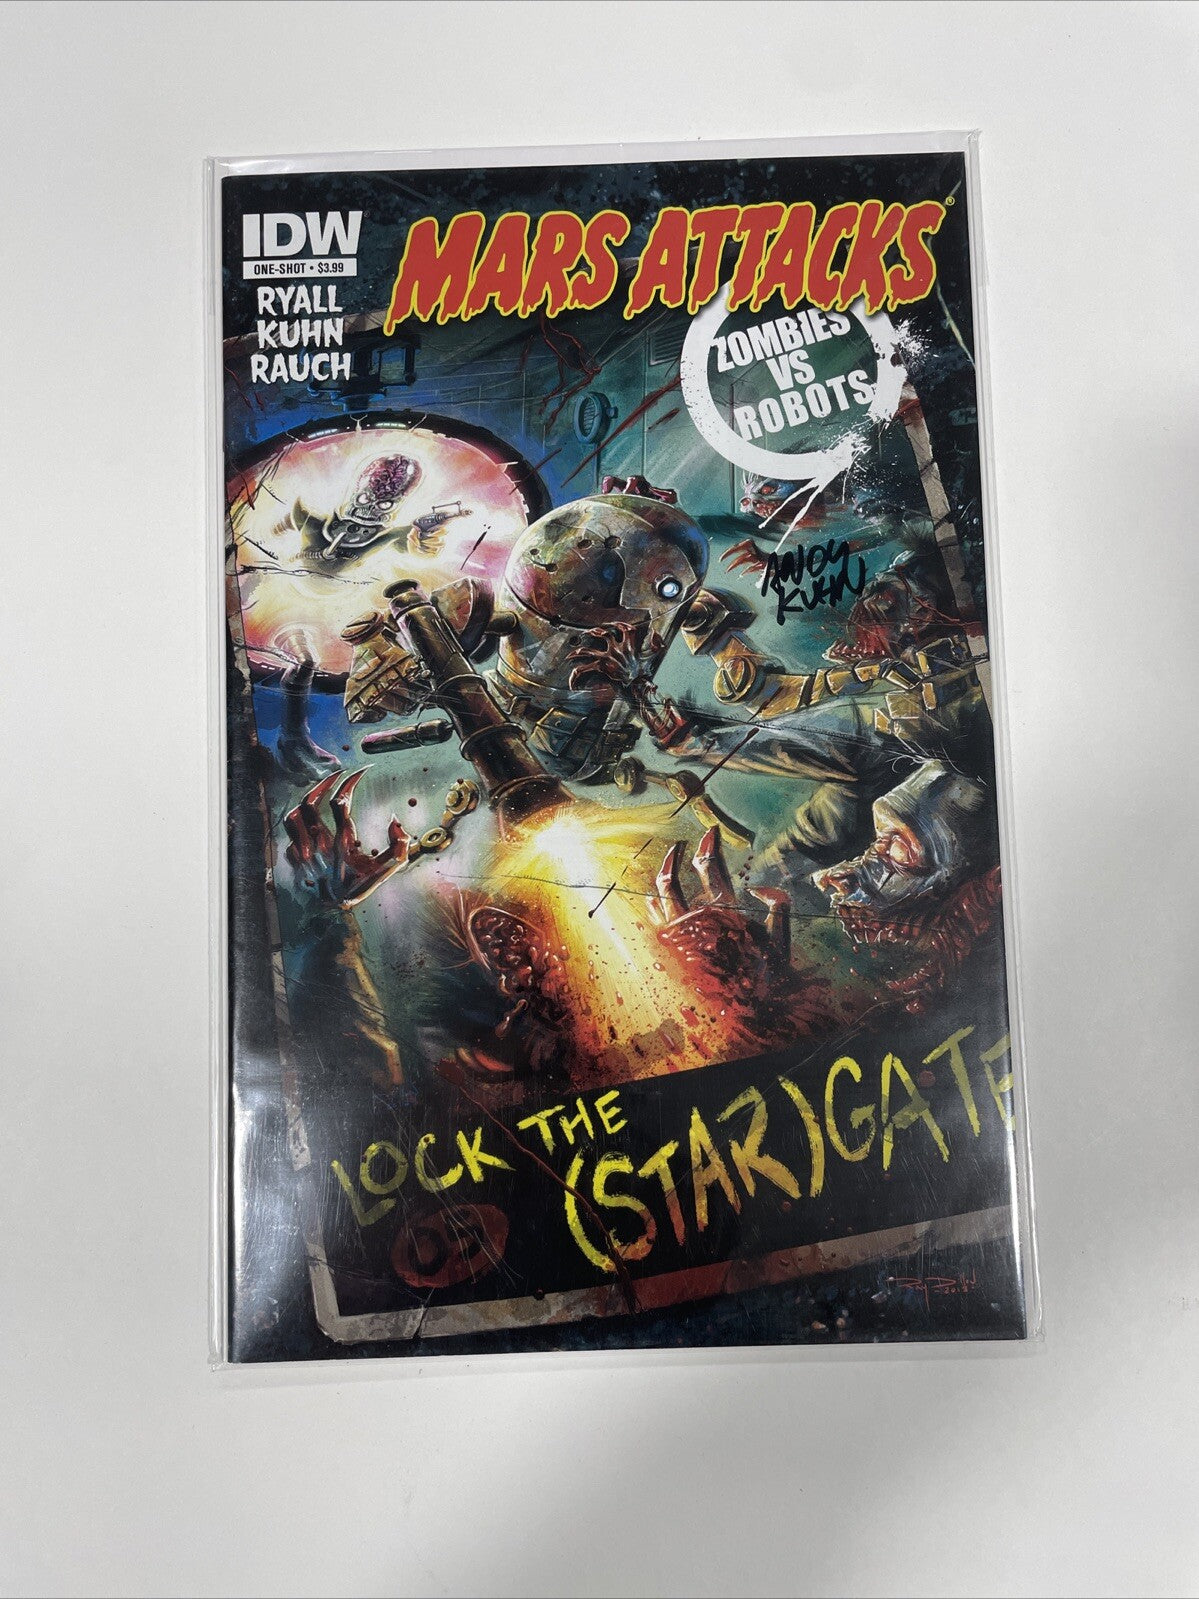 IDW
ONE-SHOT • $3.99
RYALL
KUHN
RAUCH
MARS ATTACKS®
ZOMBIES
VS
ROBOTS
ANDY
KUHN
LOCK THE
(STAR)GATE
03